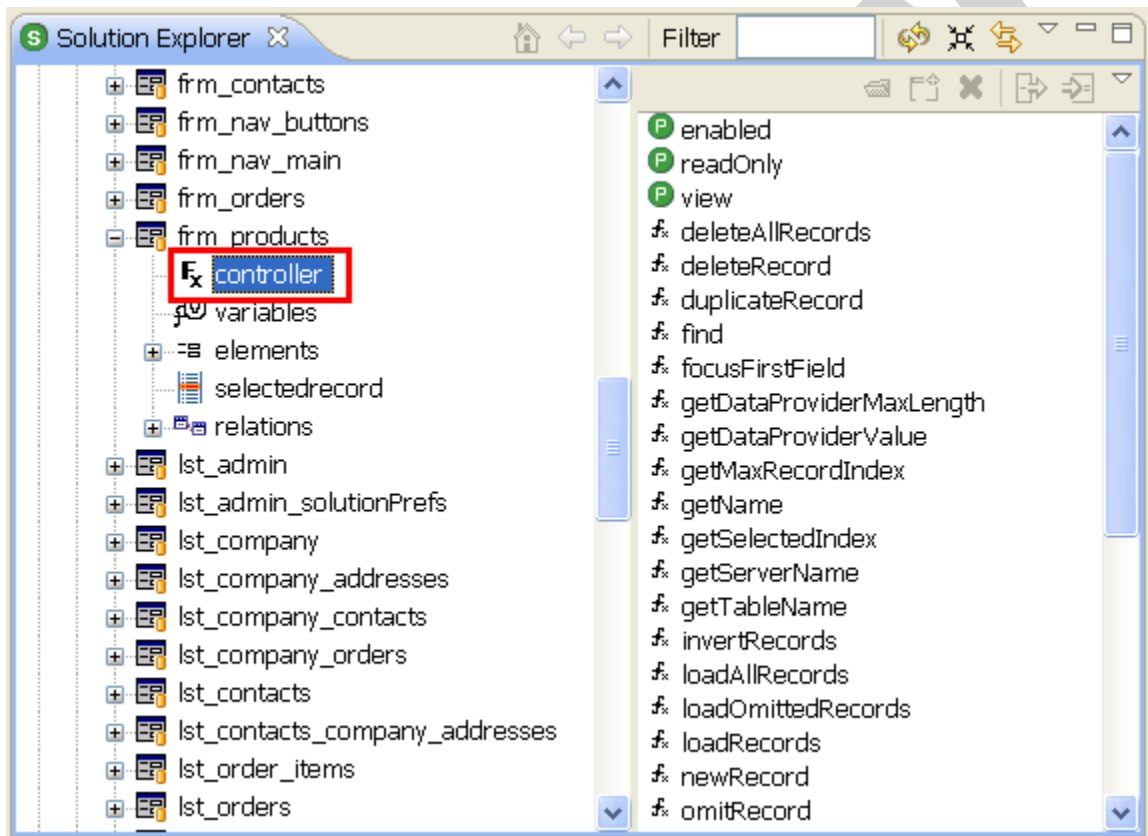 Solution Explorer
Filter
frm_contacts
frm_nav_buttons
frm_nav_main
frm_orders
frm_products
controller
variables
elements
selectedrecord
relations
lst_admin
lst_admin_solutionPrefs
lst_company
lst_company_addresses
lst_company_contacts
lst_company_orders
lst_contacts
lst_contacts_company_addresses
lst_order_items
lst_orders
enabled
readOnly
view
deleteAllRecords
deleteRecord
duplicateRecord
find
focusFirstField
getDataProviderMaxLength
getDataProviderValue
getMaxRecordIndex
getName
getSelectedIndex
getServerName
getTableName
invertRecords
loadAllRecords
loadOmittedRecords
loadRecords
newRecord
omitRecord